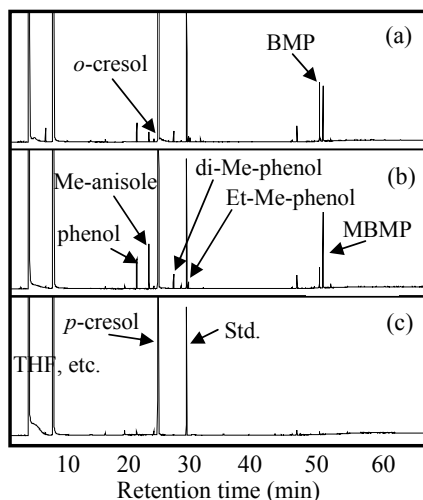 (a)
BMP
o-cresol
(b)
di-Me-phenol
Me-anisole
Et-Me-phenol
phenol
MBMP
(c)
p-cresol
Std.
THF, etc.
10 20 30 40 50 60
Retention time (min)